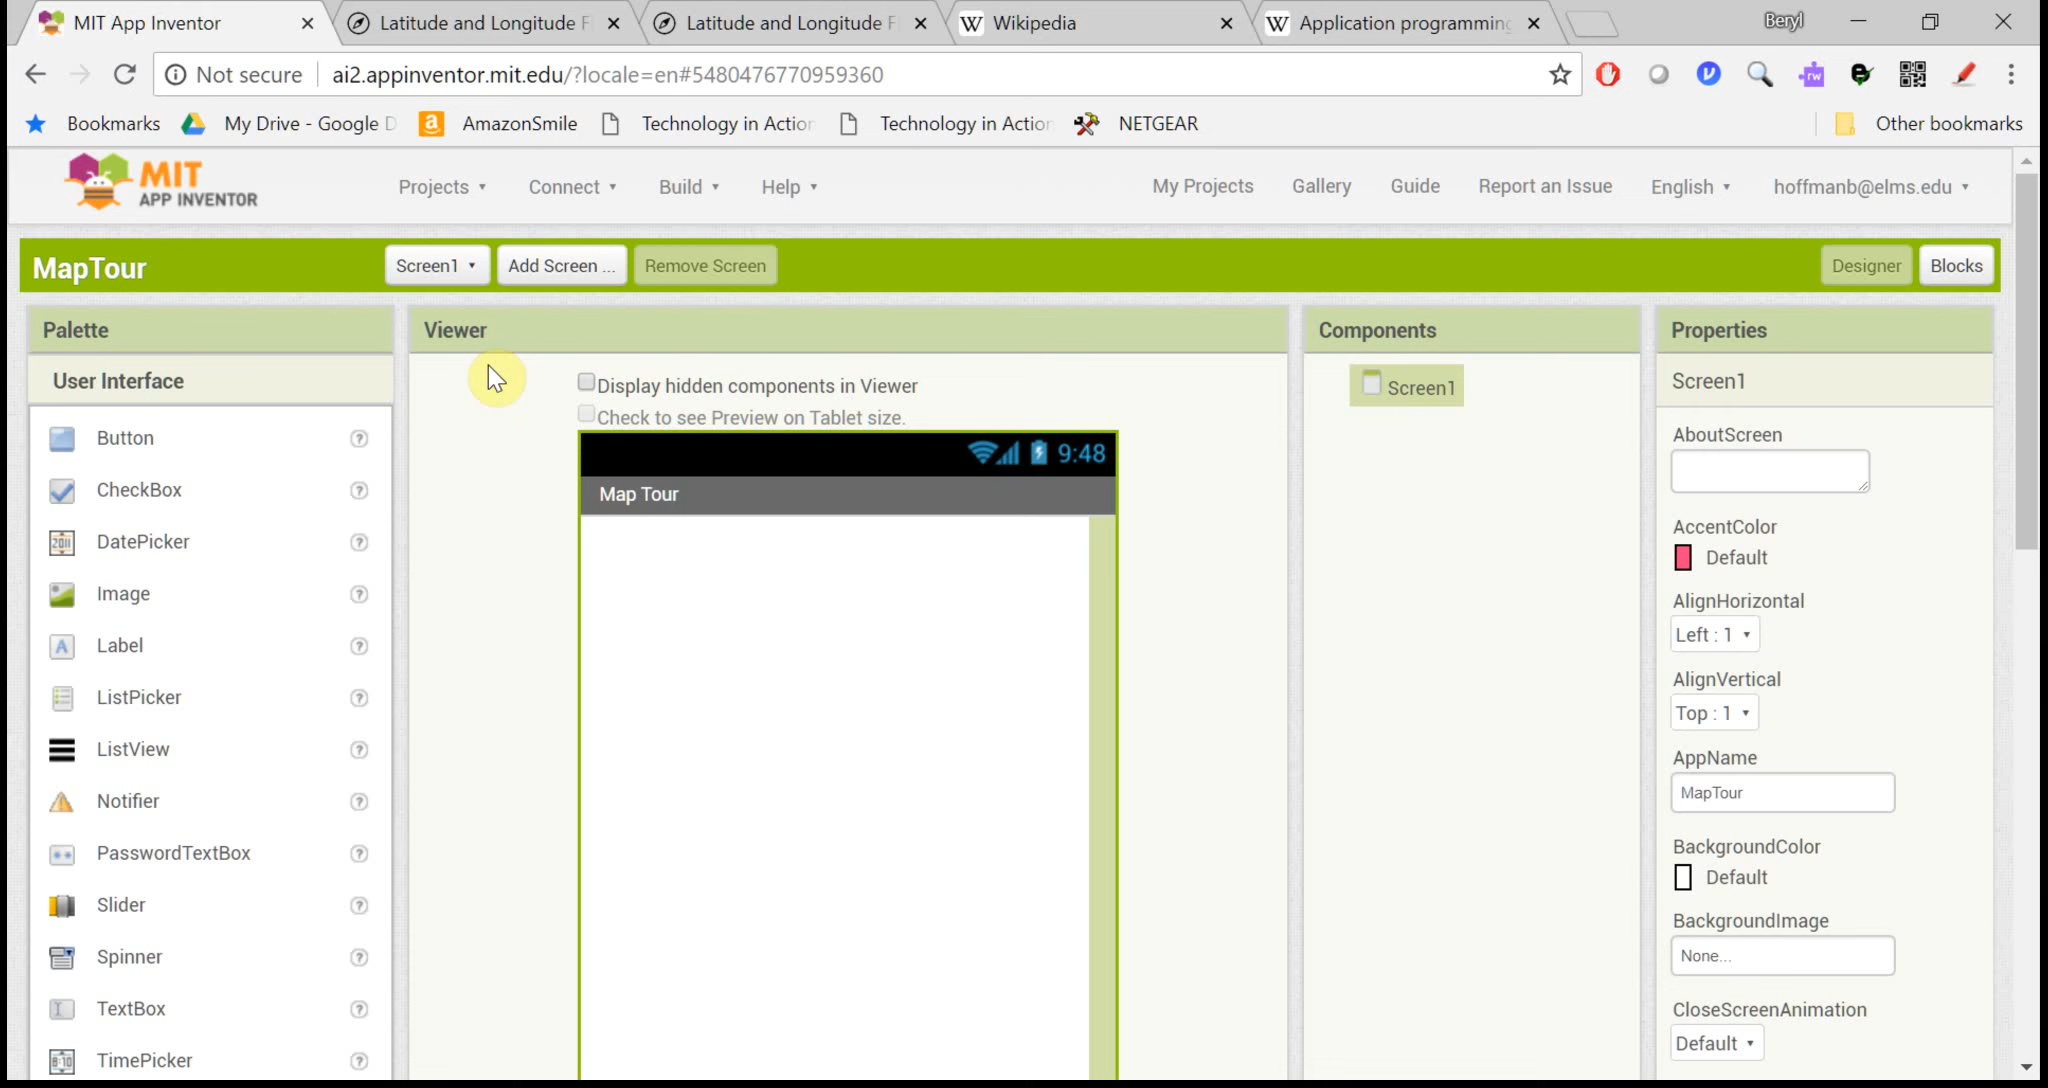 MIT App Inventor
Latitude and Longitude F
Latitude and Longitude F
Wikipedia
Application programming
Beryl
Not secure
ai2.appinventor.mit.edu/?locale=en#5480476770959360
rw
Bookmarks
My Drive - Google D
AmazonSmile
Technology in Action
Technology in Action
NETGEAR
Other bookmarks
MIT
APP INVENTOR
Projects
Connect
Build
Help
My Projects
Gallery
Guide
Report an Issue
English
hoffmanb@elms.edu
MapTour
Screen1
Add Screen ...
Remove Screen
Designer
Blocks
Palette
Viewer
Components
Properties
User Interface
Button
CheckBox
DatePicker
Image
Label
ListPicker
ListView
Notifier
PasswordTextBox
Slider
Spinner
TextBox
TimePicker
Display hidden components in Viewer
Check to see Preview on Tablet size.
9:48
Map Tour
Screen1
Screen1
AboutScreen
AccentColor
Default
AlignHorizontal
Left : 1
AlignVertical
Top : 1
AppName
MapTour
BackgroundColor
Default
BackgroundImage
None...
CloseScreenAnimation
Default